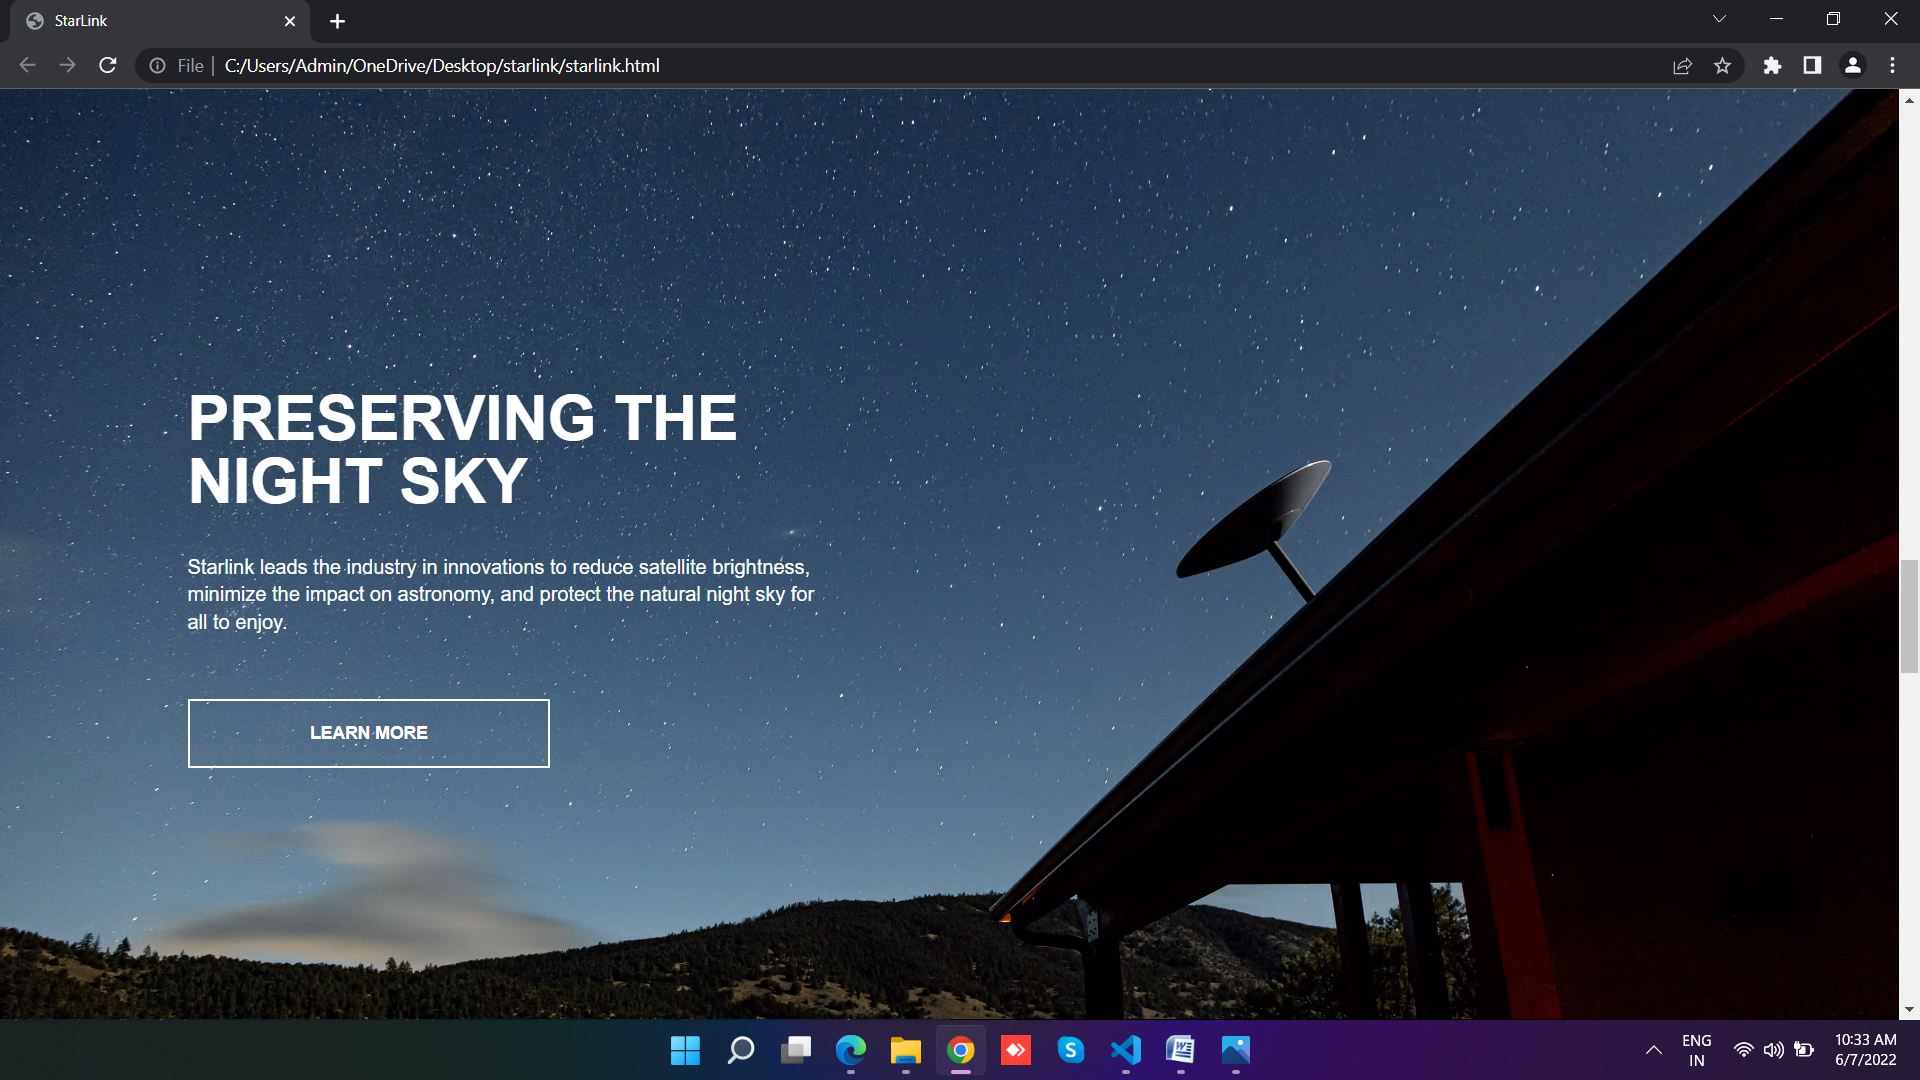 StarLink
File
C:/Users/Admin/OneDrive/Desktop/starlink/starlink.html
PRESERVING THE
NIGHT SKY
Starlink leads the industry in innovations to reduce satellite brightness,
minimize the impact on astronomy, and protect the natural night sky for
all to enjoy.
LEARN MORE
ENG
IN
10:33 AM
6/7/2022